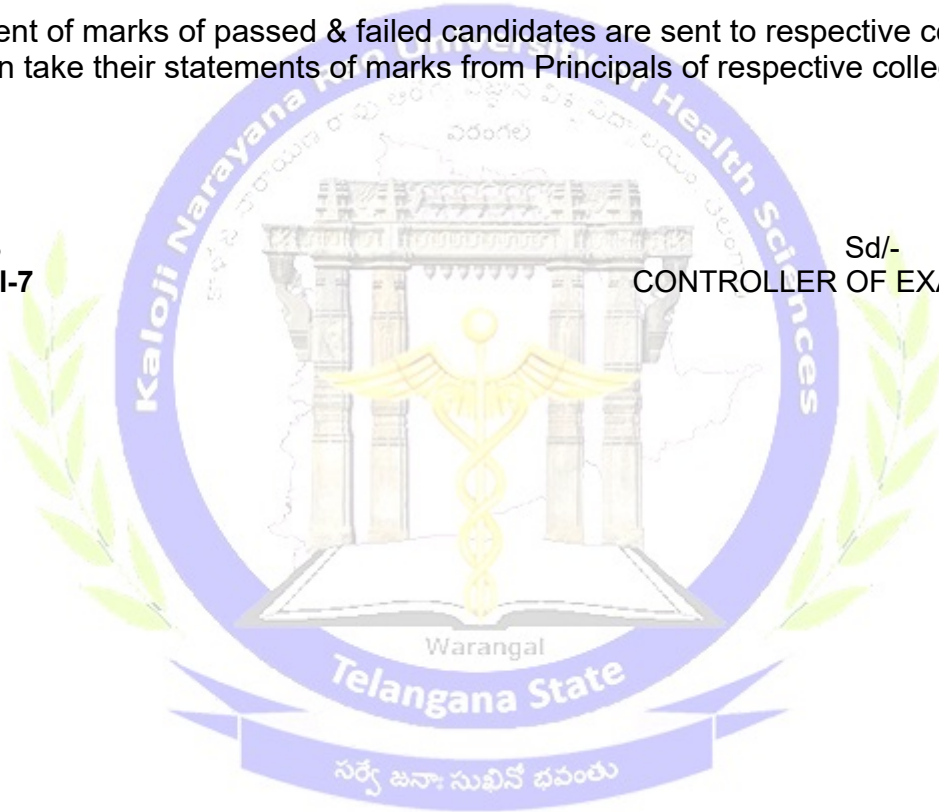 ent of marks of passed & failed candidates are sent to respective co
n take their statements of marks from Principals of respective colle
Kaloji Narayana Rao University of Health Sciences
వరంగల
Sd/-
l-7
CONTROLLER OF EXA
Warangal
Telangana State
సర్వే జనాః సుఖినో భవంతు